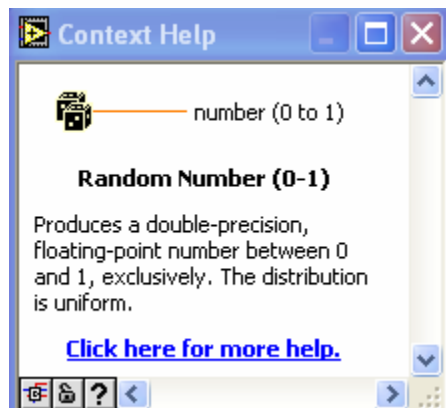 Context Help
number (0 to 1)
Random Number (0-1)
Produces a double-precision,
floating-point number between 0
and 1, exclusively. The distribution
is uniform.
Click here for more help.
?